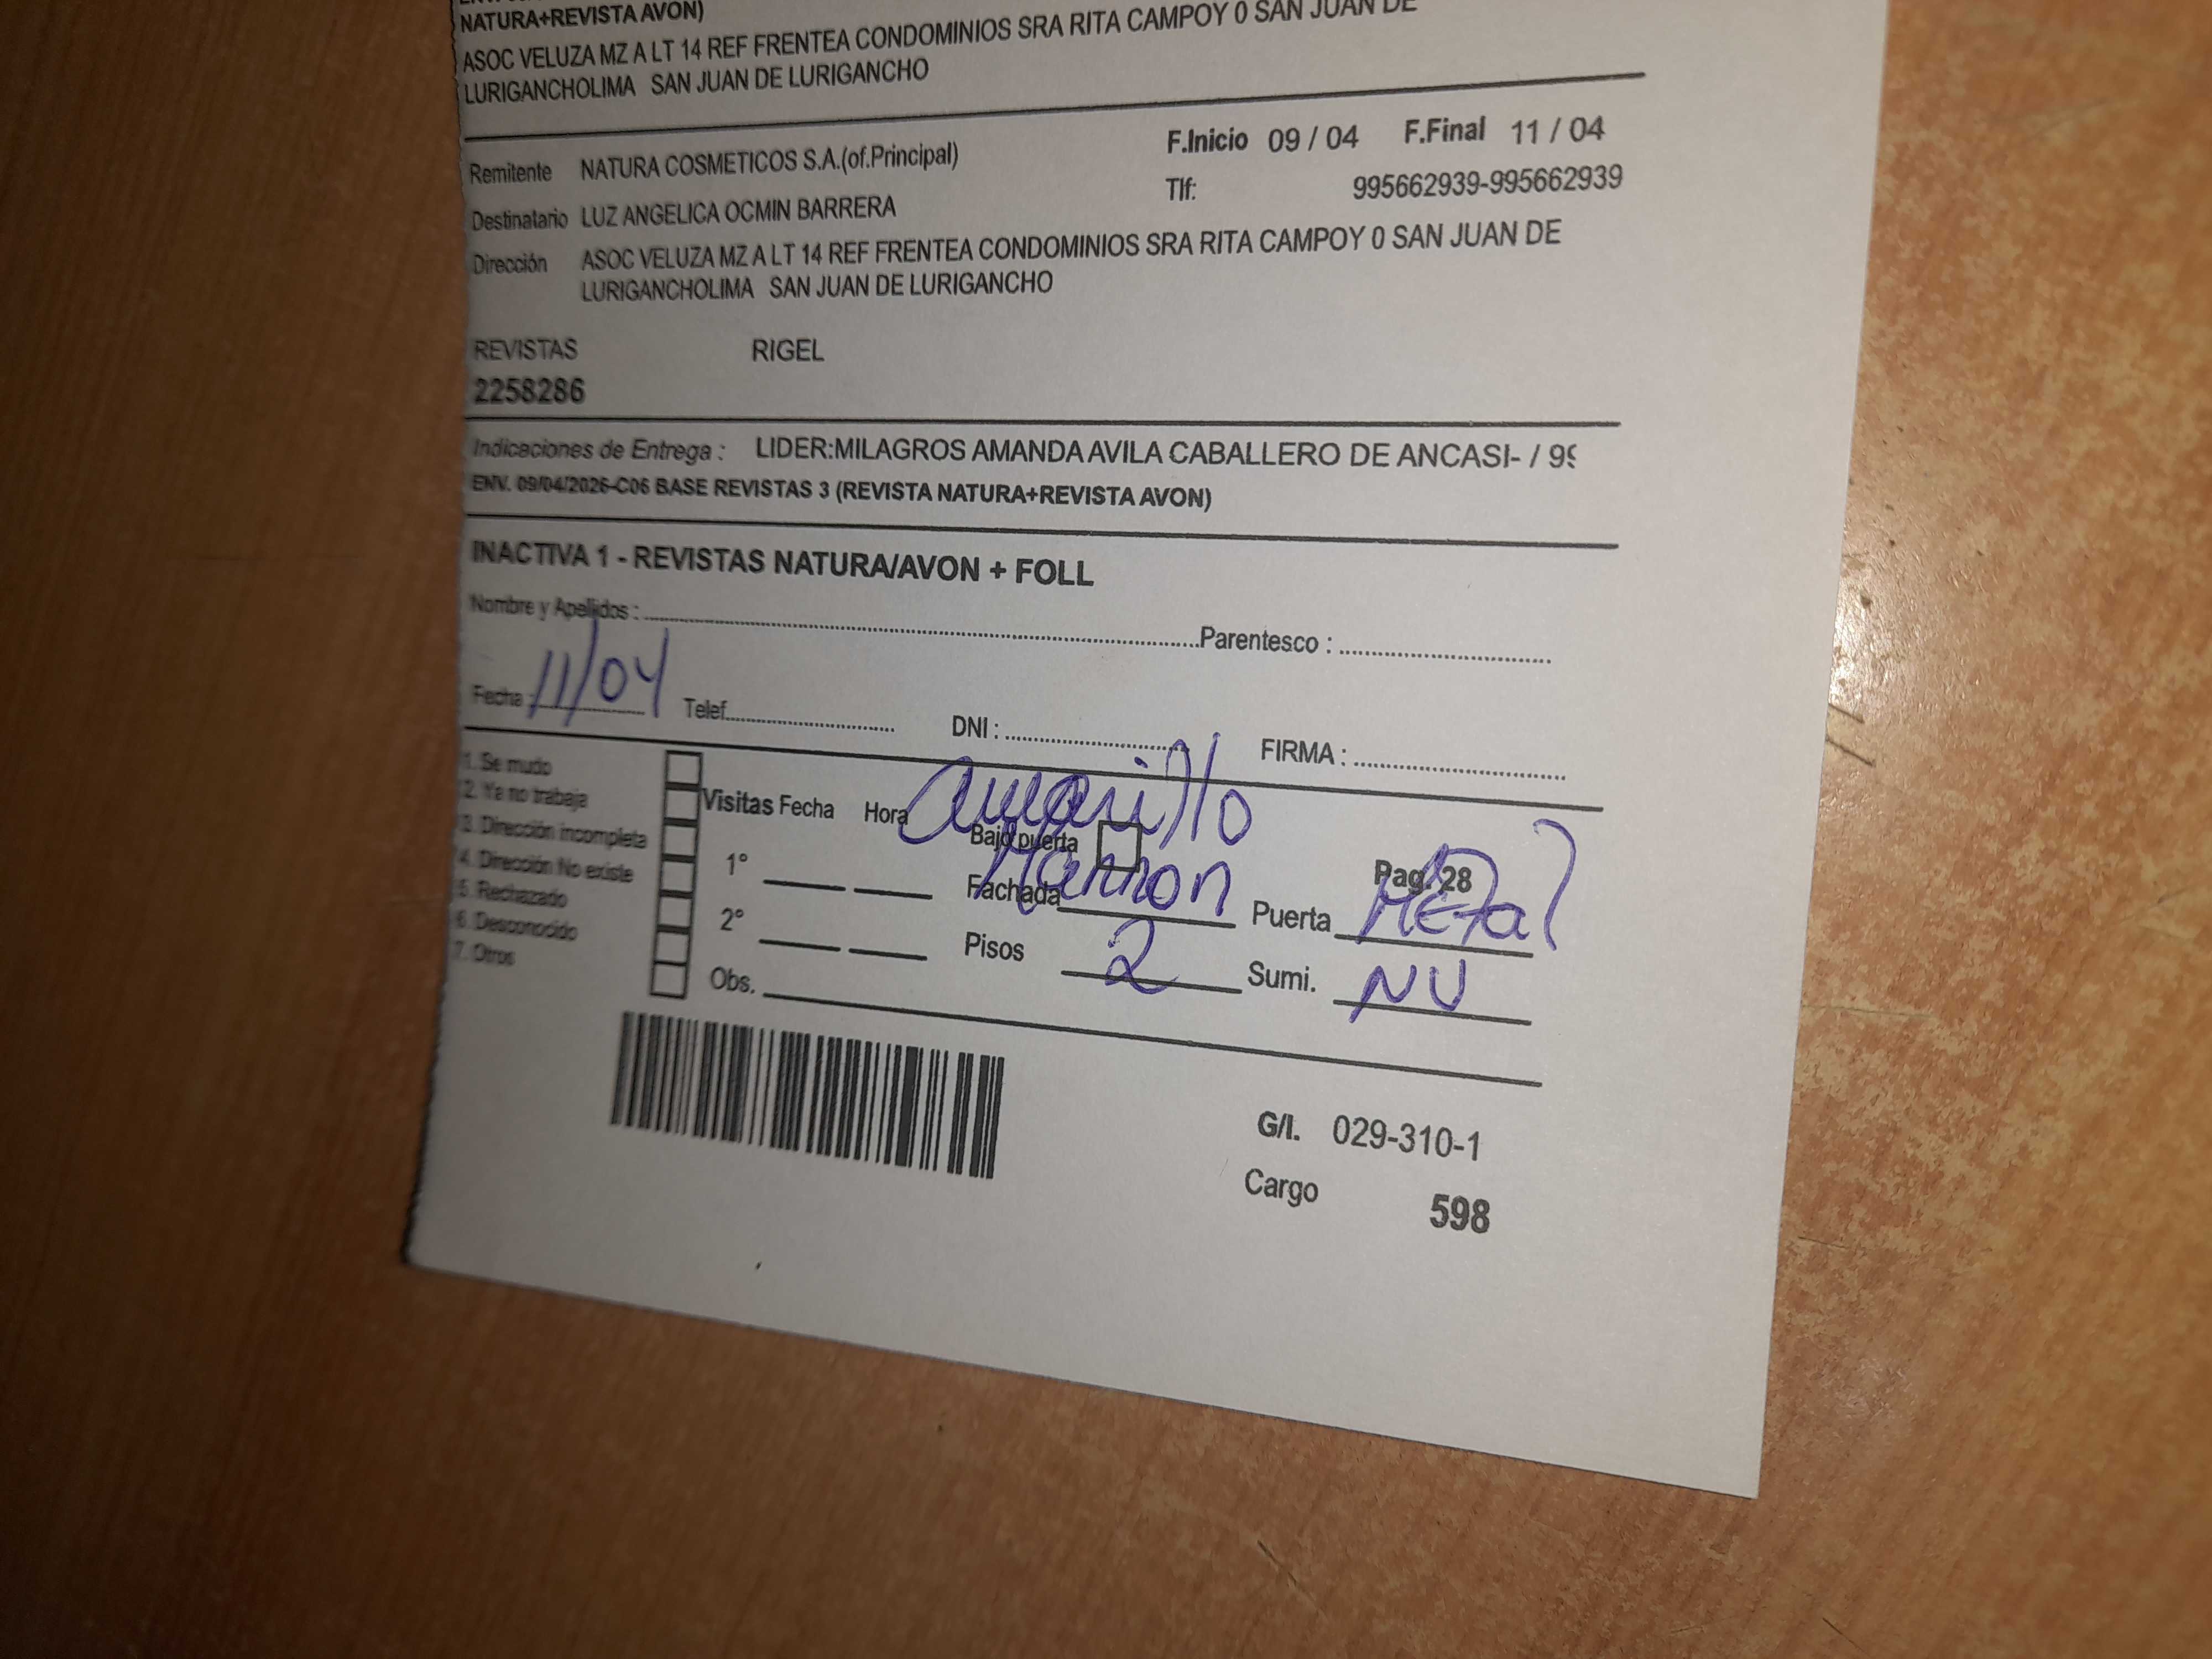 NATURA+REVISTA AVON)
ASOC VELUZA MZ A LT 14 REF FRENTEA CONDOMINIOS SRA RITA CAMPOY 0 SAN JUAN DE
LURIGANCHOLIMA SAN JUAN DE LURIGANCHO
F.Inicio 09 / 04 F.Final 11 / 04
Remitente NATURA COSMETICOS S.A.(of.Principal)
Tlf: 995662939-995662939
Destinatario LUZ ANGELICA OCMIN BARRERA
Dirección ASOC VELUZA MZ A LT 14 REF FRENTEA CONDOMINIOS SRA RITA CAMPOY 0 SAN JUAN DE
LURIGANCHOLIMA SAN JUAN DE LURIGANCHO
REVISTAS RIGEL
2258286
Indicaciones de Entrega : LIDER:MILAGROS AMANDA AVILA CABALLERO DE ANCASI- / 99
ENV. 09/04/2026-C06 BASE REVISTAS 3 (REVISTA NATURA+REVISTA AVON)
INACTIVA 1 - REVISTAS NATURA/AVON + FOLL
Nombre y Apellidos : Parentesco :
Fecha : 11/04 Telef. DNI : FIRMA :
1. Se mudo
2. Ya no trabaja
3. Dirección incompleta
4. Dirección No existe
5. Rechazado
6. Desconocido
7. Otros
Visitas Fecha Hora amarillo
Bajo puerta Pag. 28
1° Fachada Marron Puerta Metal
2° Pisos 2 Sumi. NU
Obs.
G/I. 029-310-1
Cargo 598